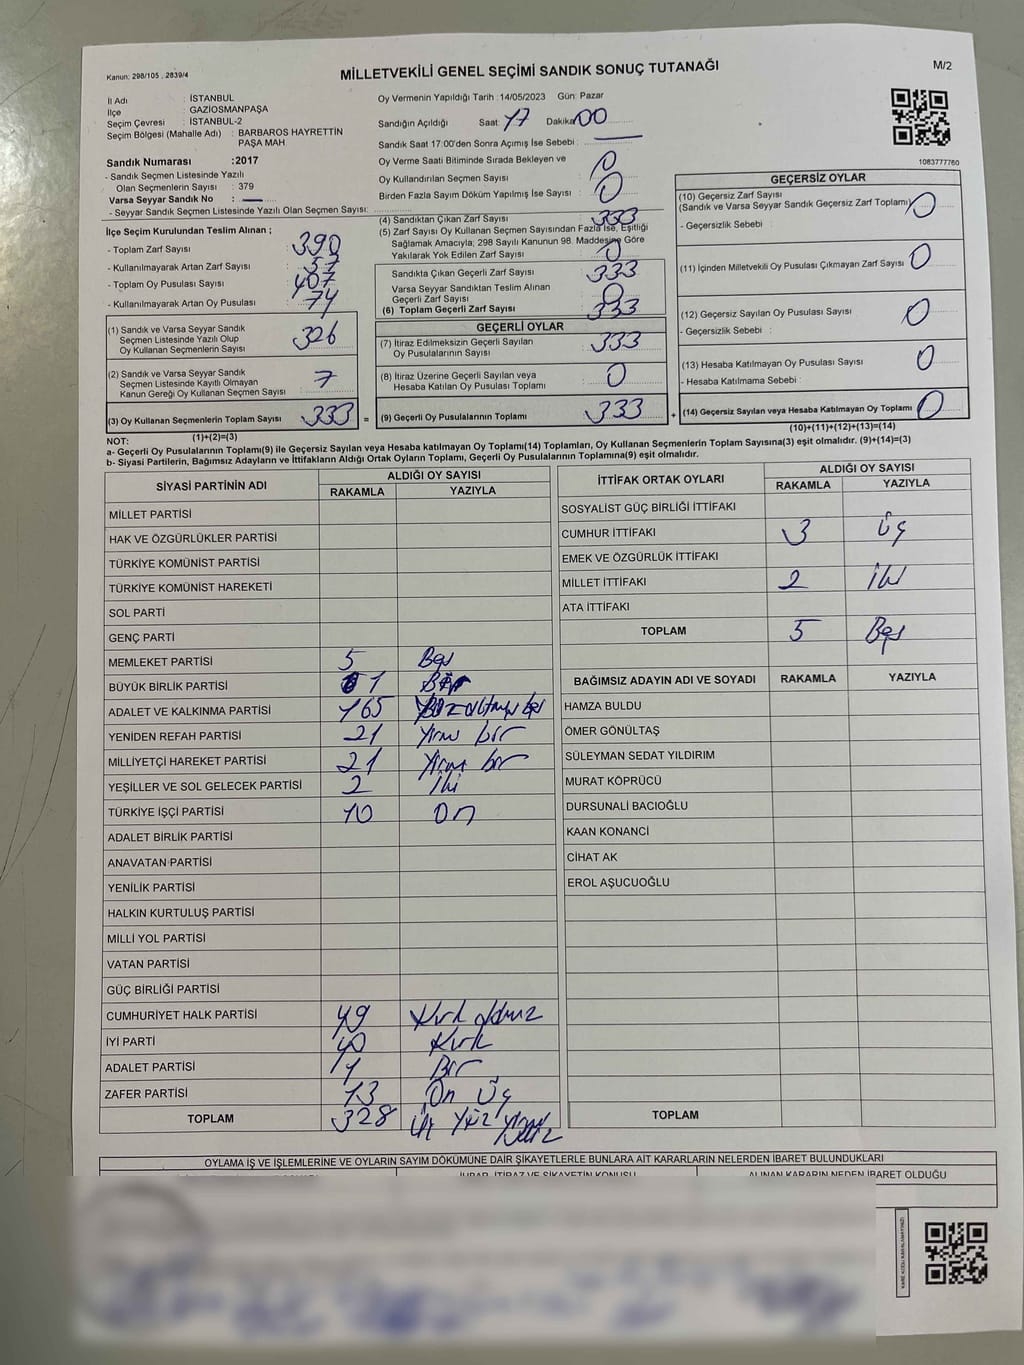 Kanun: 298/105 , 2839/4
MİLLETVEKİLİ GENEL SEÇİMİ SANDIK SONUÇ TUTANAĞI
M/2
İl Adı : İSTANBUL
İlçe : GAZİOSMANPAŞA
Seçim Çevresi : İSTANBUL-2
Seçim Bölgesi (Mahalle Adı) : BARBAROS HAYRETTİN
PAŞA MAH
Sandık Numarası : 2017
- Sandık Seçmen Listesinde Yazılı
Olan Seçmenlerin Sayısı : 379
Varsa Seyyar Sandık No : —
- Seyyar Sandık Listesinde Yazılı Olan Seçmen Sayısı:
Oy Vermenin Yapıldığı Tarih : 14/05/2023 Gün: Pazar
Sandığın Açıldığı Saat: 17 Dakika: 00
Sandık Saat 17:00'den Sonra Açımış İse Sebebi : —
Oy Verme Saati Bitiminde Sırada Bekleyen ve
Oy Kullandırılan Seçmen Sayısı : 0
Birden Fazla Sayım Döküm Yapılmış İse Sayısı : 0
1083777760
İlçe Seçim Kurulundan Teslim Alınan ;
- Toplam Zarf Sayısı : 390
- Kullanılmayarak Artan Zarf Sayısı : 57
- Toplam Oy Pusulası Sayısı : 407
- Kullanılmayarak Artan Oy Pusulası : 74
(1) Sandık ve Varsa Seyyar Sandık
Seçmen Listesinde Yazılı Olup
Oy Kullanan Seçmenlerin Sayısı : 326
(2) Sandık ve Varsa Seyyar Sandık
Seçmen Listesinde Kayıtlı Olmayan
Kanun Gereği Oy Kullanan Seçmen Sayısı : 7
(3) Oy Kullanan Seçmenlerin Toplam Sayısı : 333 =
(1)+(2)=(3)
(4) Sandıktan Çıkan Zarf Sayısı : 333
(5) Zarf Sayısı Oy Kullanan Seçmen Sayısından Fazla İse, Eşitliği
Sağlamak Amacıyla; 298 Sayılı Kanunun 98. Maddesine Göre
Yakılarak Yok Edilen Zarf Sayısı : 0
Sandıkta Çıkan Geçerli Zarf Sayısı : 333
Varsa Seyyar Sandıktan Teslim Alınan
Geçerli Zarf Sayısı : 0
(6) Toplam Geçerli Zarf Sayısı : 333
GEÇERLİ OYLAR
(7) İtiraz Edilmeksizin Geçerli Sayılan
Oy Pusulalarının Sayısı : 333
(8) İtiraz Üzerine Geçerli Sayılan veya
Hesaba Katılan Oy Pusulası Toplamı : 0
(9) Geçerli Oy Pusulalarının Toplamı : 333 +
GEÇERSİZ OYLAR
(10) Geçersiz Zarf Sayısı
(Sandık ve Varsa Seyyar Sandık Geçersiz Zarf Toplamı) : 0
- Geçersizlik Sebebi :
(11) İçinden Milletvekili Oy Pusulası Çıkmayan Zarf Sayısı : 0
(12) Geçersiz Sayılan Oy Pusulası Sayısı : 0
- Geçersizlik Sebebi :
(13) Hesaba Katılmayan Oy Pusulası Sayısı : 0
- Hesaba Katılmama Sebebi :
(14) Geçersiz Sayılan veya Hesaba Katılmayan Oy Toplamı : 0
(10)+(11)+(12)+(13)=(14)
NOT:
a- Geçerli Oy Pusulalarının Toplamı(9) ile Geçersiz Sayılan veya Hesaba katılmayan Oy Toplamı(14) Toplamları, Oy Kullanan Seçmenlerin Toplam Sayısına(3) eşit olmalıdır. (9)+(14)=(3)
b- Siyasi Partilerin, Bağımsız Adayların ve İttifakların Aldığı Ortak Oyların Toplamı, Geçerli Oy Pusulalarının Toplamına(9) eşit olmalıdır.
SİYASİ PARTİNİN ADI ALDIĞI OY SAYISI
RAKAMLA YAZIYLA
MİLLET PARTİSİ
HAK VE ÖZGÜRLÜKLER PARTİSİ
TÜRKİYE KOMÜNİST PARTİSİ
TÜRKİYE KOMÜNİST HAREKETİ
SOL PARTİ
GENÇ PARTİ
MEMLEKET PARTİSİ 5 Beş
BÜYÜK BİRLİK PARTİSİ 1 Bir
ADALET VE KALKINMA PARTİSİ 165 Yüz altmış beş
YENİDEN REFAH PARTİSİ 21 Yirmi bir
MİLLİYETÇİ HAREKET PARTİSİ 21 Yirmi bir
YEŞİLLER VE SOL GELECEK PARTİSİ 2 İki
TÜRKİYE İŞÇİ PARTİSİ 10 On
ADALET BİRLİK PARTİSİ
ANAVATAN PARTİSİ
YENİLİK PARTİSİ
HALKIN KURTULUŞ PARTİSİ
MİLLİ YOL PARTİSİ
VATAN PARTİSİ
GÜÇ BİRLİĞİ PARTİSİ
CUMHURİYET HALK PARTİSİ 49 Kırk dokuz
İYİ PARTİ 40 Kırk
ADALET PARTİSİ 1 Bir
ZAFER PARTİSİ 13 On Üç
TOPLAM 328 Üç Yüz Yirmi Sekiz
İTTİFAK ORTAK OYLARI ALDIĞI OY SAYISI
RAKAMLA YAZIYLA
SOSYALİST GÜÇ BİRLİĞİ İTTİFAKI
CUMHUR İTTİFAKI 3 Üç
EMEK VE ÖZGÜRLÜK İTTİFAKI
MİLLET İTTİFAKI 2 İki
ATA İTTİFAKI
TOPLAM 5 Beş
BAĞIMSIZ ADAYIN ADI VE SOYADI RAKAMLA YAZIYLA
HAMZA BULDU
ÖMER GÖNÜLTAŞ
SÜLEYMAN SEDAT YILDIRIM
MURAT KÖPRÜCÜ
DURSUNALİ BACIOĞLU
KAAN KONANCİ
CİHAT AK
EROL AŞUCUOĞLU
TOPLAM
OYLAMA İŞ VE İŞLEMLERİNE VE OYLARIN SAYIM DÖKÜMÜNE DAİR ŞİKAYETLERLE BUNLARA AİT KARARLARIN NELERDEN İBARET BULUNDUKLARI
İHBAR, İTİRAZ VE ŞİKAYETİN KONUSU ALINAN KARARIN NEDEN İBARET OLDUĞU